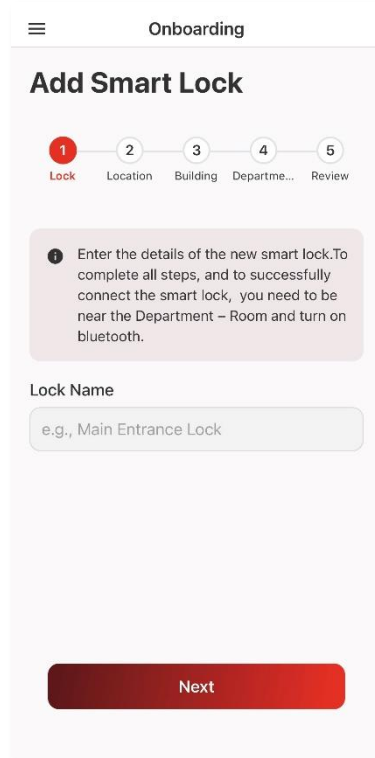 Onboarding
Add Smart Lock
1 2 3 4 5
Lock Location Building Departme... Review
Enter the details of the new smart lock.To
complete all steps, and to successfully
connect the smart lock,  you need to be
near the Department – Room and turn on
bluetooth.
Lock Name
e.g., Main Entrance Lock
Next